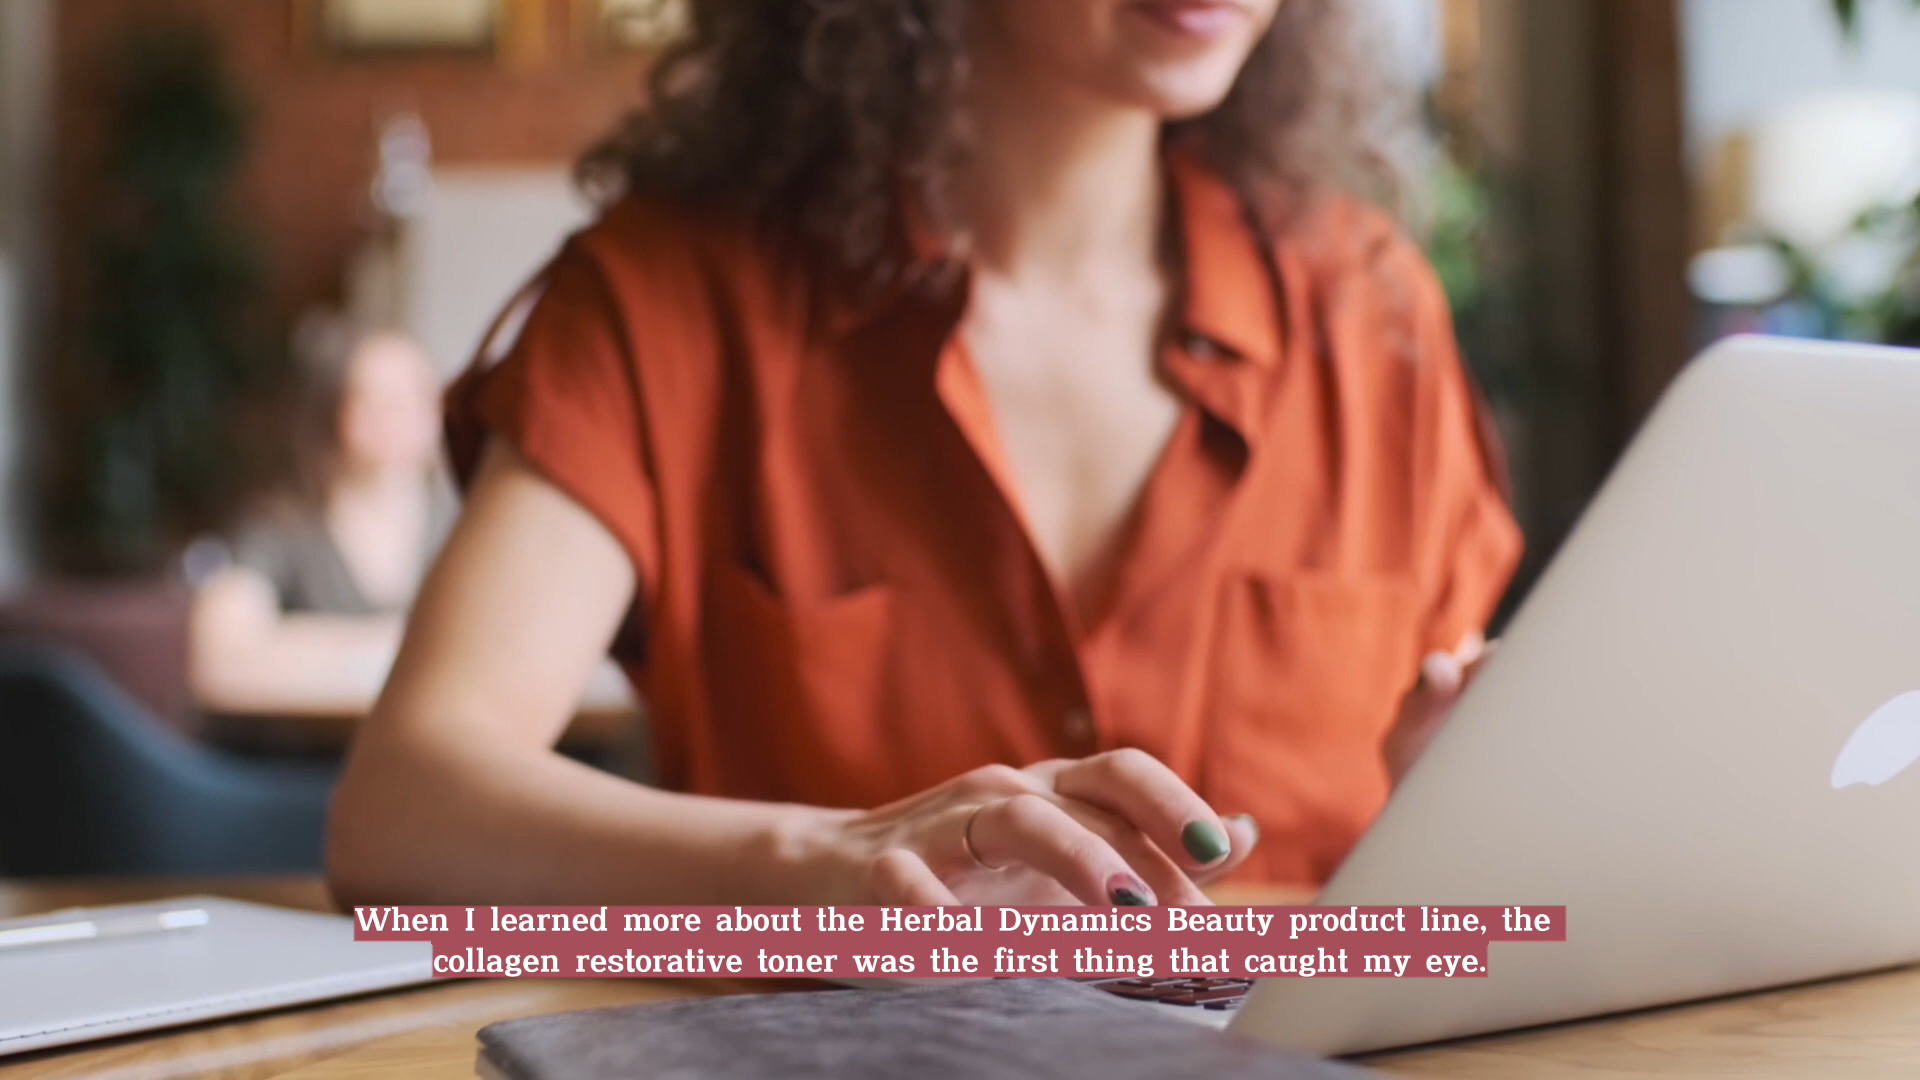 When I learned more about the Herbal Dynamics Beauty product line, the
collagen restorative toner was the first thing that caught my eye.